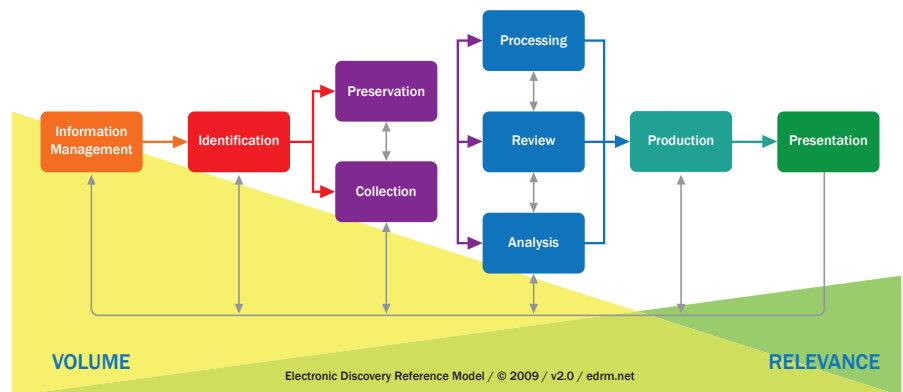 Processing
Preservation
Information
Management
Identification
Review
Production
Presentation
Collection
Analysis
VOLUME
RELEVANCE
Electronic Discovery Reference Model / © 2009 / v2.0 / edrm.net